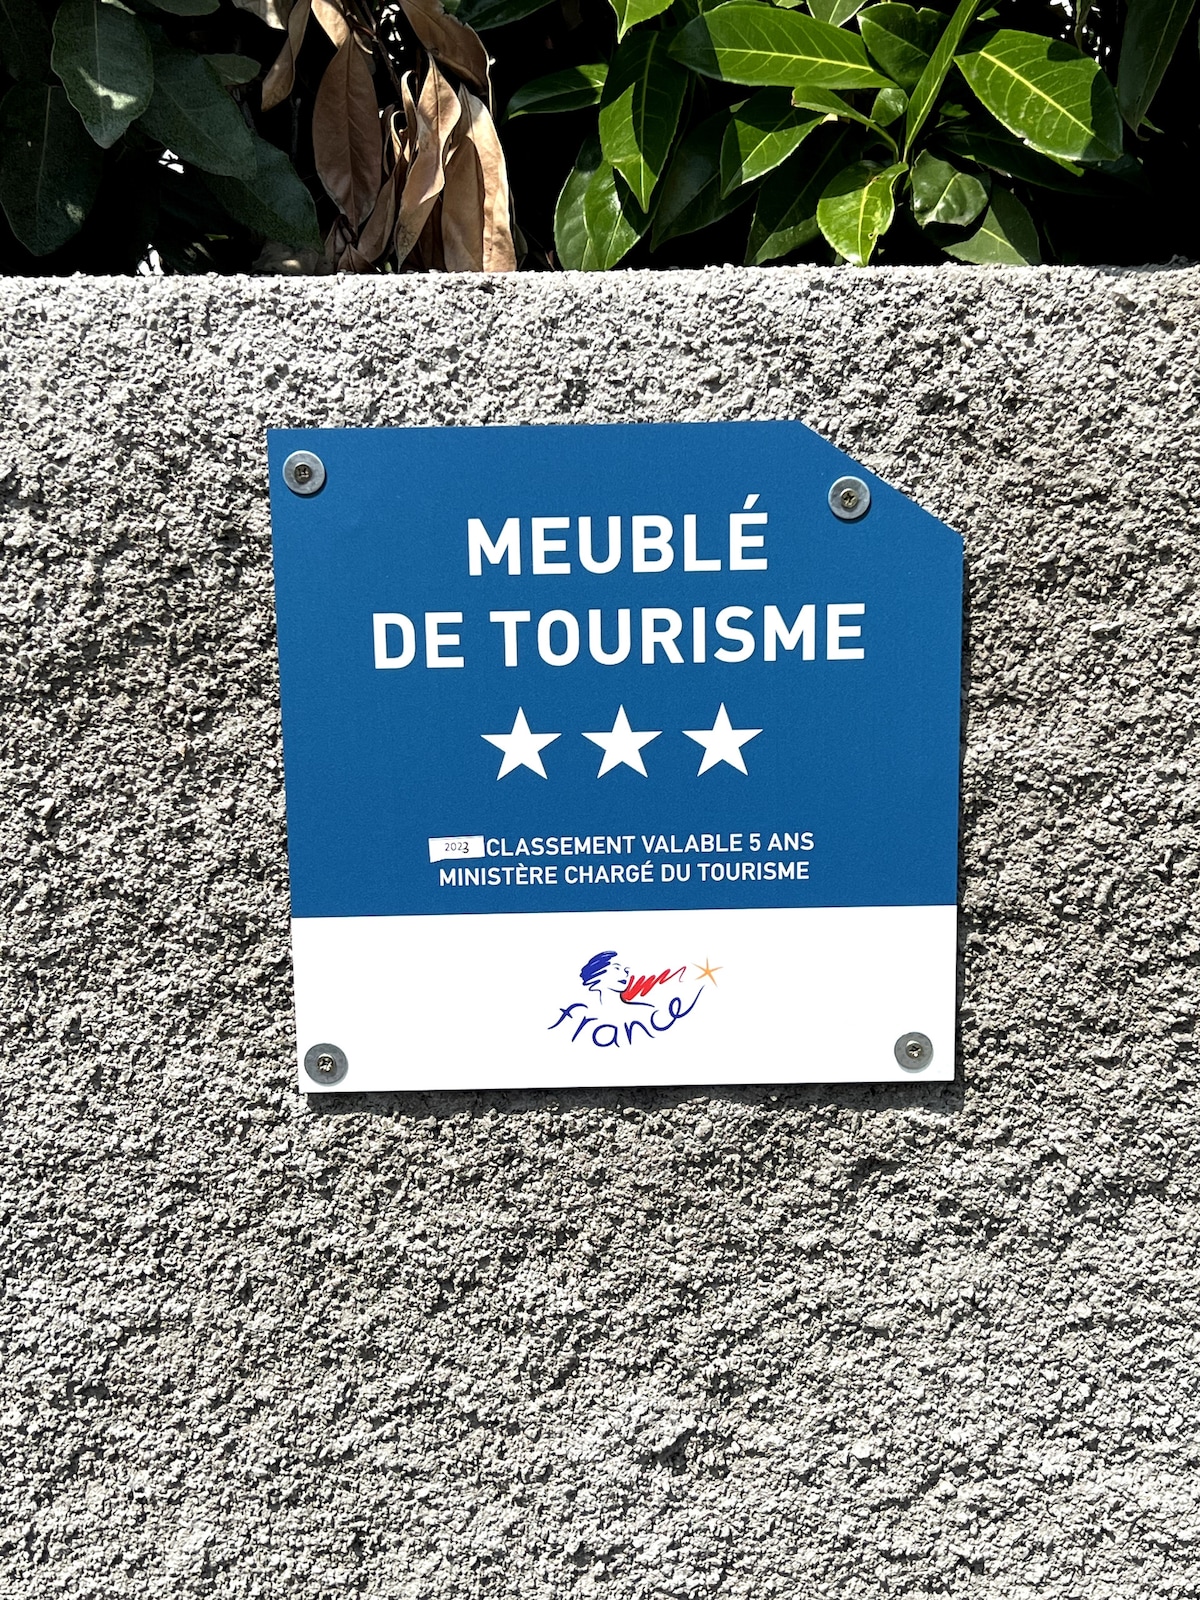 MEUBLÉ
DE TOURISME
2023 CLASSEMENT VALABLE 5 ANS
MINISTÈRE CHARGÉ DU TOURISME
france